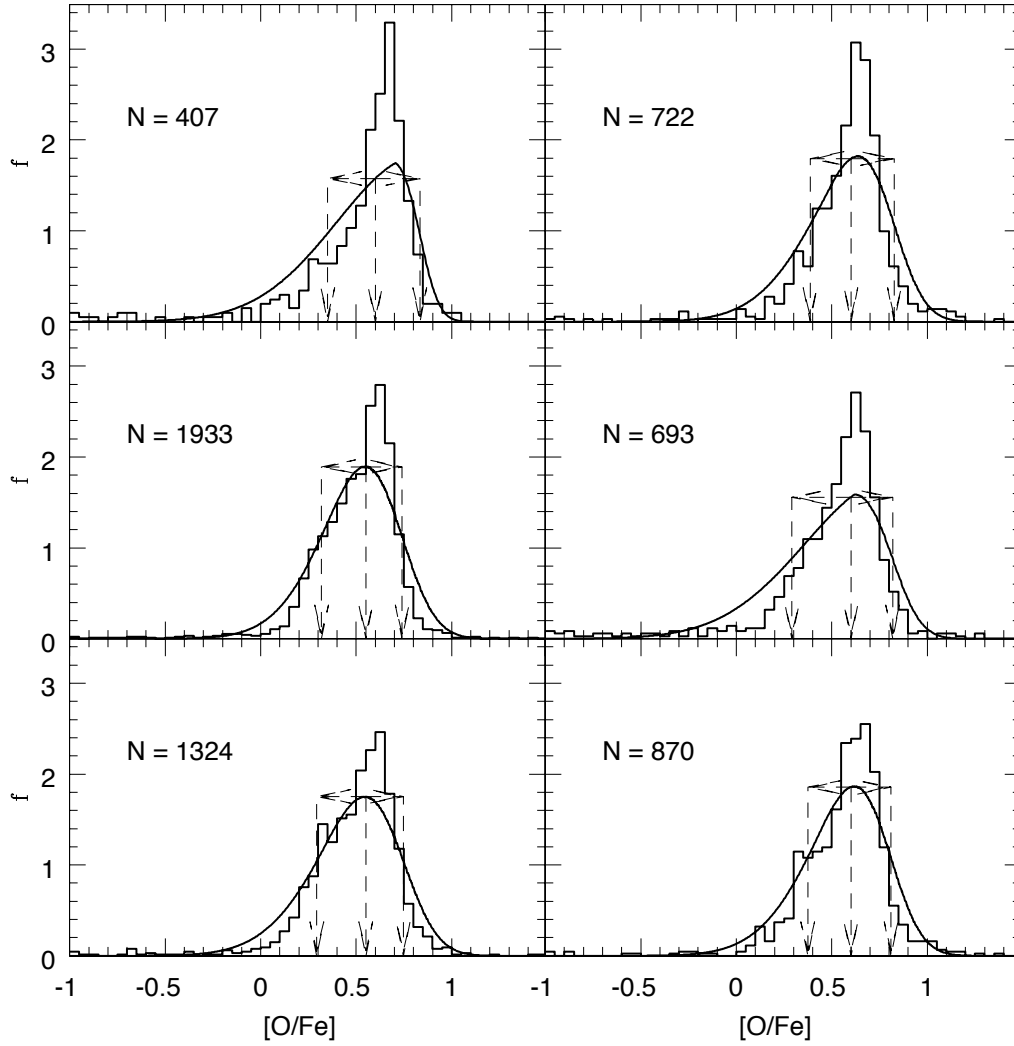 3
2
1
0
f
N = 407
N = 722
3
2
1
0
f
N = 1933
N = 693
3
2
1
0
f
N = 1324
N = 870
-1 -0.5 0 0.5 1 -1 -0.5 0 0.5 1
[O/Fe] [O/Fe]